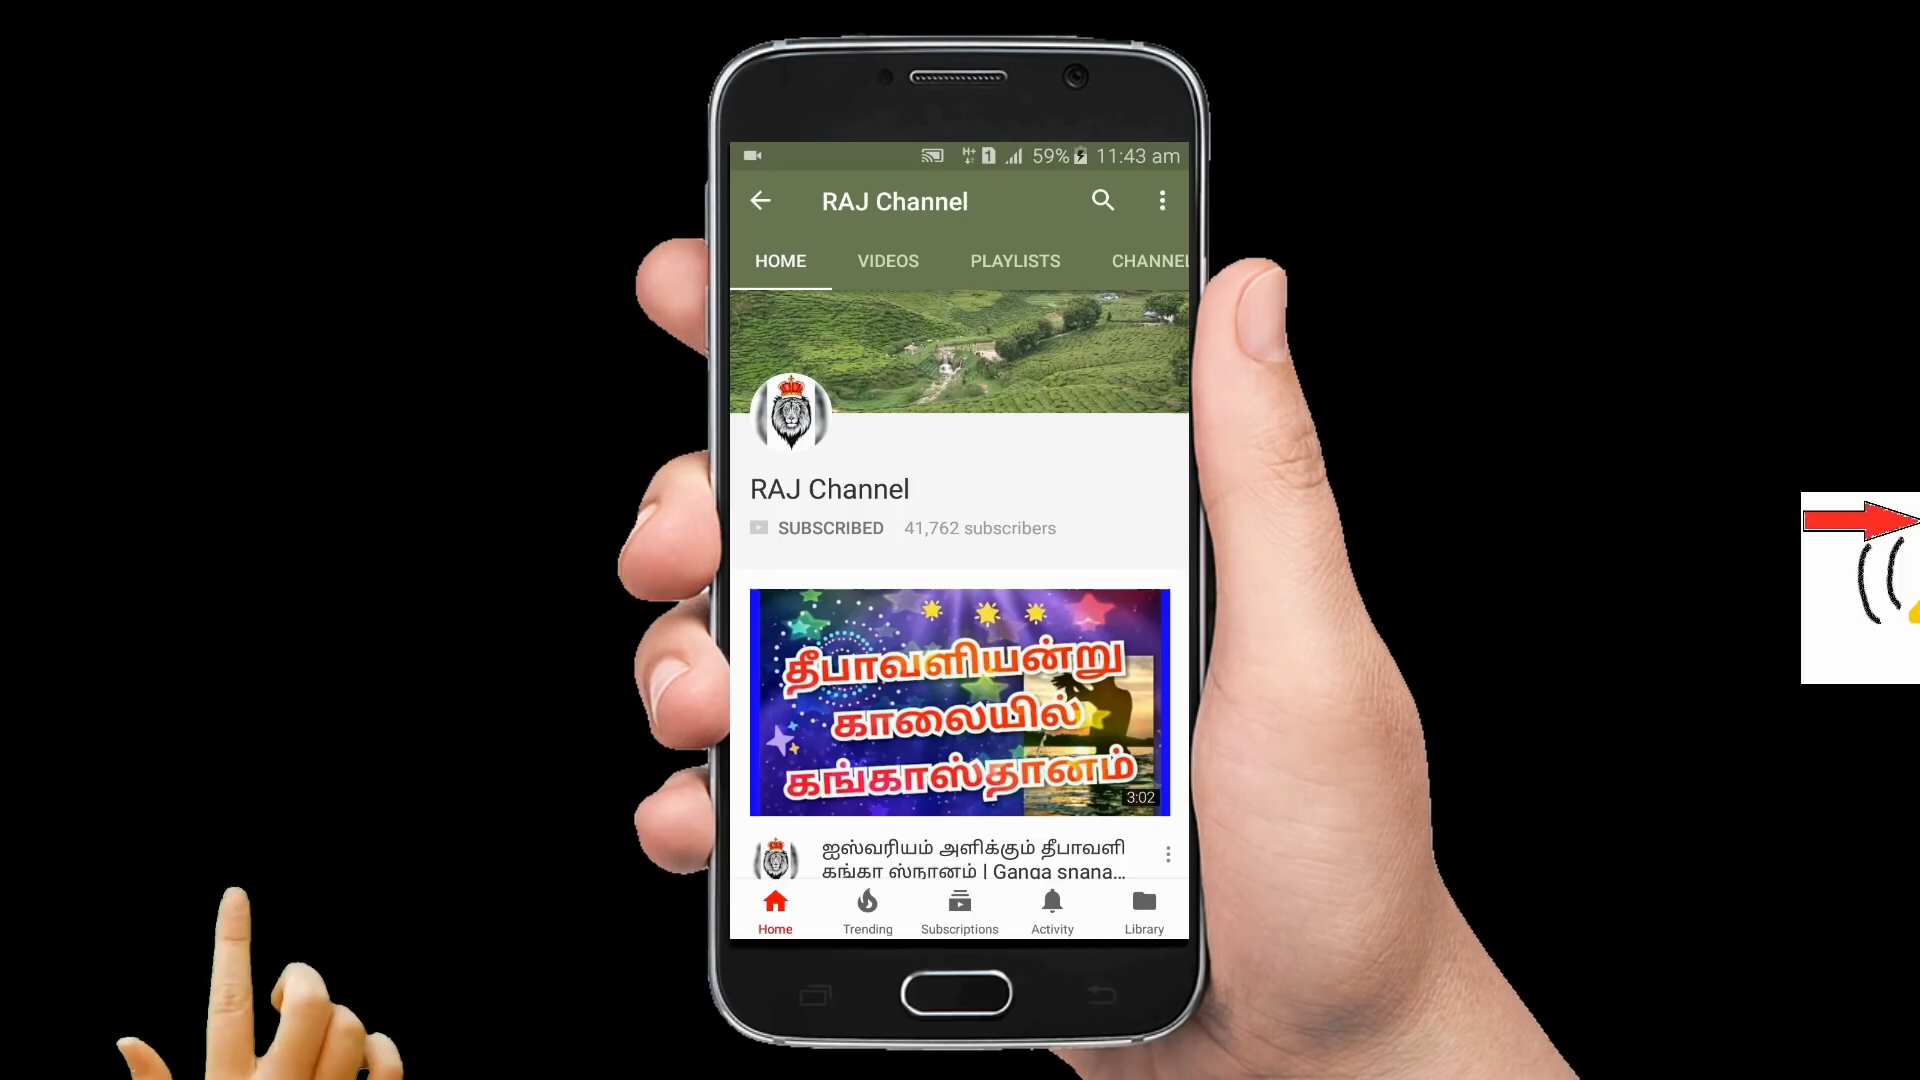 59% 11:43 am
RAJ Channel
HOME VIDEOS PLAYLISTS CHANNEL
RAJ Channel
SUBSCRIBED 41,762 subscribers
தீபாவளியன்று
காலையில்
கங்காஸ்தானம்
3:02
ஐஸ்வரியம் அளிக்கும் தீபாவளி
கங்கா ஸ்நானம் | Ganga snana...
Home Trending Subscriptions Activity Library